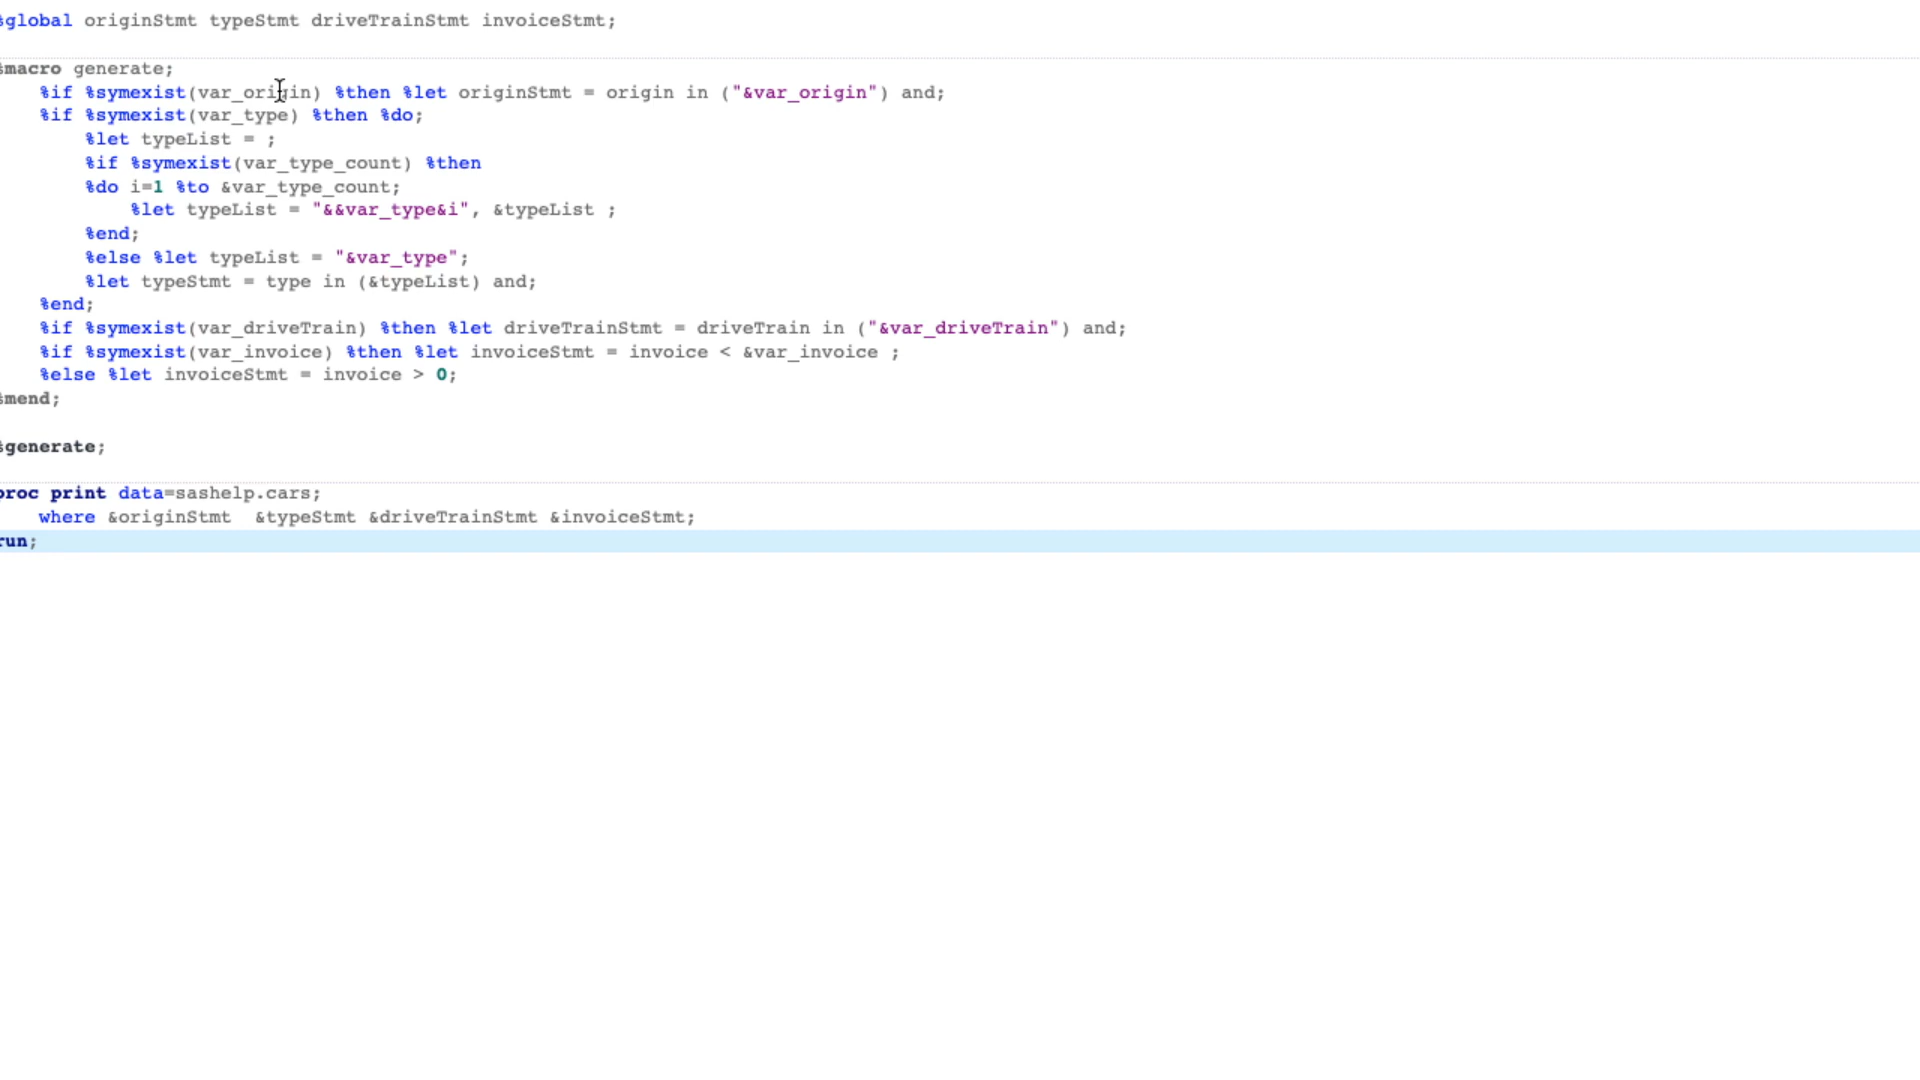 %global originStmt typeStmt driveTrainStmt invoiceStmt;
%macro generate;
%if %symexist(var_origin) %then %let originStmt = origin in ("&var_origin") and;
%if %symexist(var_type) %then %do;
%let typeList = ;
%if %symexist(var_type_count) %then
%do i=1 %to &var_type_count;
%let typeList = "&&var_type&i", &typeList ;
%end;
%else %let typeList = "&var_type";
%let typeStmt = type in (&typeList) and;
%end;
%if %symexist(var_driveTrain) %then %let driveTrainStmt = driveTrain in ("&var_driveTrain") and;
%if %symexist(var_invoice) %then %let invoiceStmt = invoice < &var_invoice ;
%else %let invoiceStmt = invoice > 0;
%mend;
%generate;
proc print data=sashelp.cars;
where &originStmt  &typeStmt &driveTrainStmt &invoiceStmt;
run;